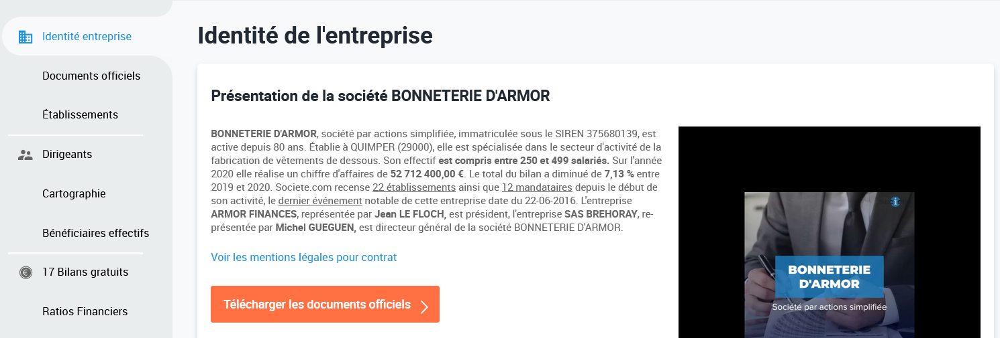 Identité entreprise
Documents officiels
Établissements
Dirigeants
Cartographie
Bénéficiaires effectifs
17 Bilans gratuits
Ratios Financiers
Identité de l'entreprise
Présentation de la société BONNETERIE D'ARMOR
BONNETERIE D'ARMOR, société par actions simplifiée, immatriculée sous le SIREN 375680139, est
active depuis 80 ans. Établie à QUIMPER (29000), elle est spécialisée dans le secteur d'activité de la
fabrication de vêtements de dessous. Son effectif est compris entre 250 et 499 salariés. Sur l'année
2020 elle réalise un chiffre d'affaires de 52 712 400,00 €. Le total du bilan a diminué de 7,13 % entre
2019 et 2020. Societe.com recense 22 établissements ainsi que 12 mandataires depuis le début de
son activité, le dernier événement notable de cette entreprise date du 22-06-2016. L'entreprise
ARMOR FINANCES, représentée par Jean LE FLOCH, est président, l'entreprise SAS BREHORAY, re-
présentée par Michel GUEGUEN, est directeur général de la société BONNETERIE D'ARMOR.
Voir les mentions légales pour contrat
Télécharger les documents officiels
BONNETERIE
D'ARMOR
Société par actions simplifiée